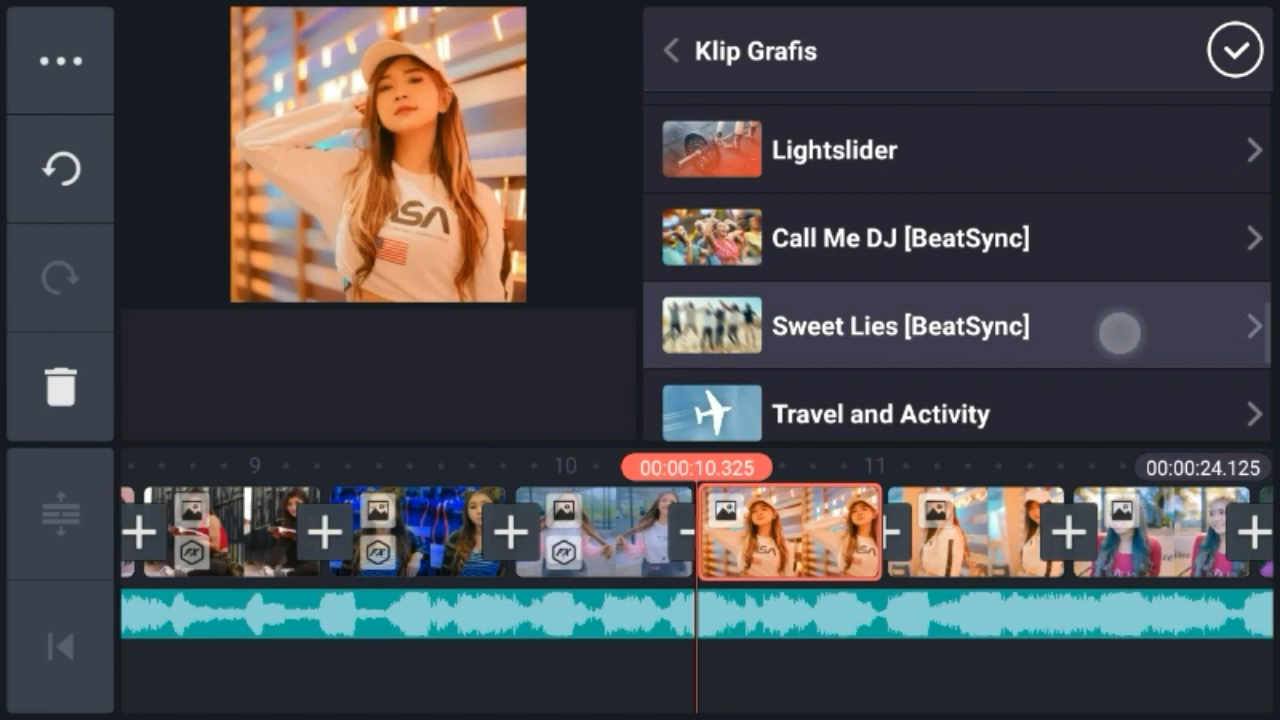 Klip Grafis
Lightslider
Call Me DJ [BeatSync]
Sweet Lies [BeatSync]
Travel and Activity
9
10
00:00:10.325
11
00:00:24.125